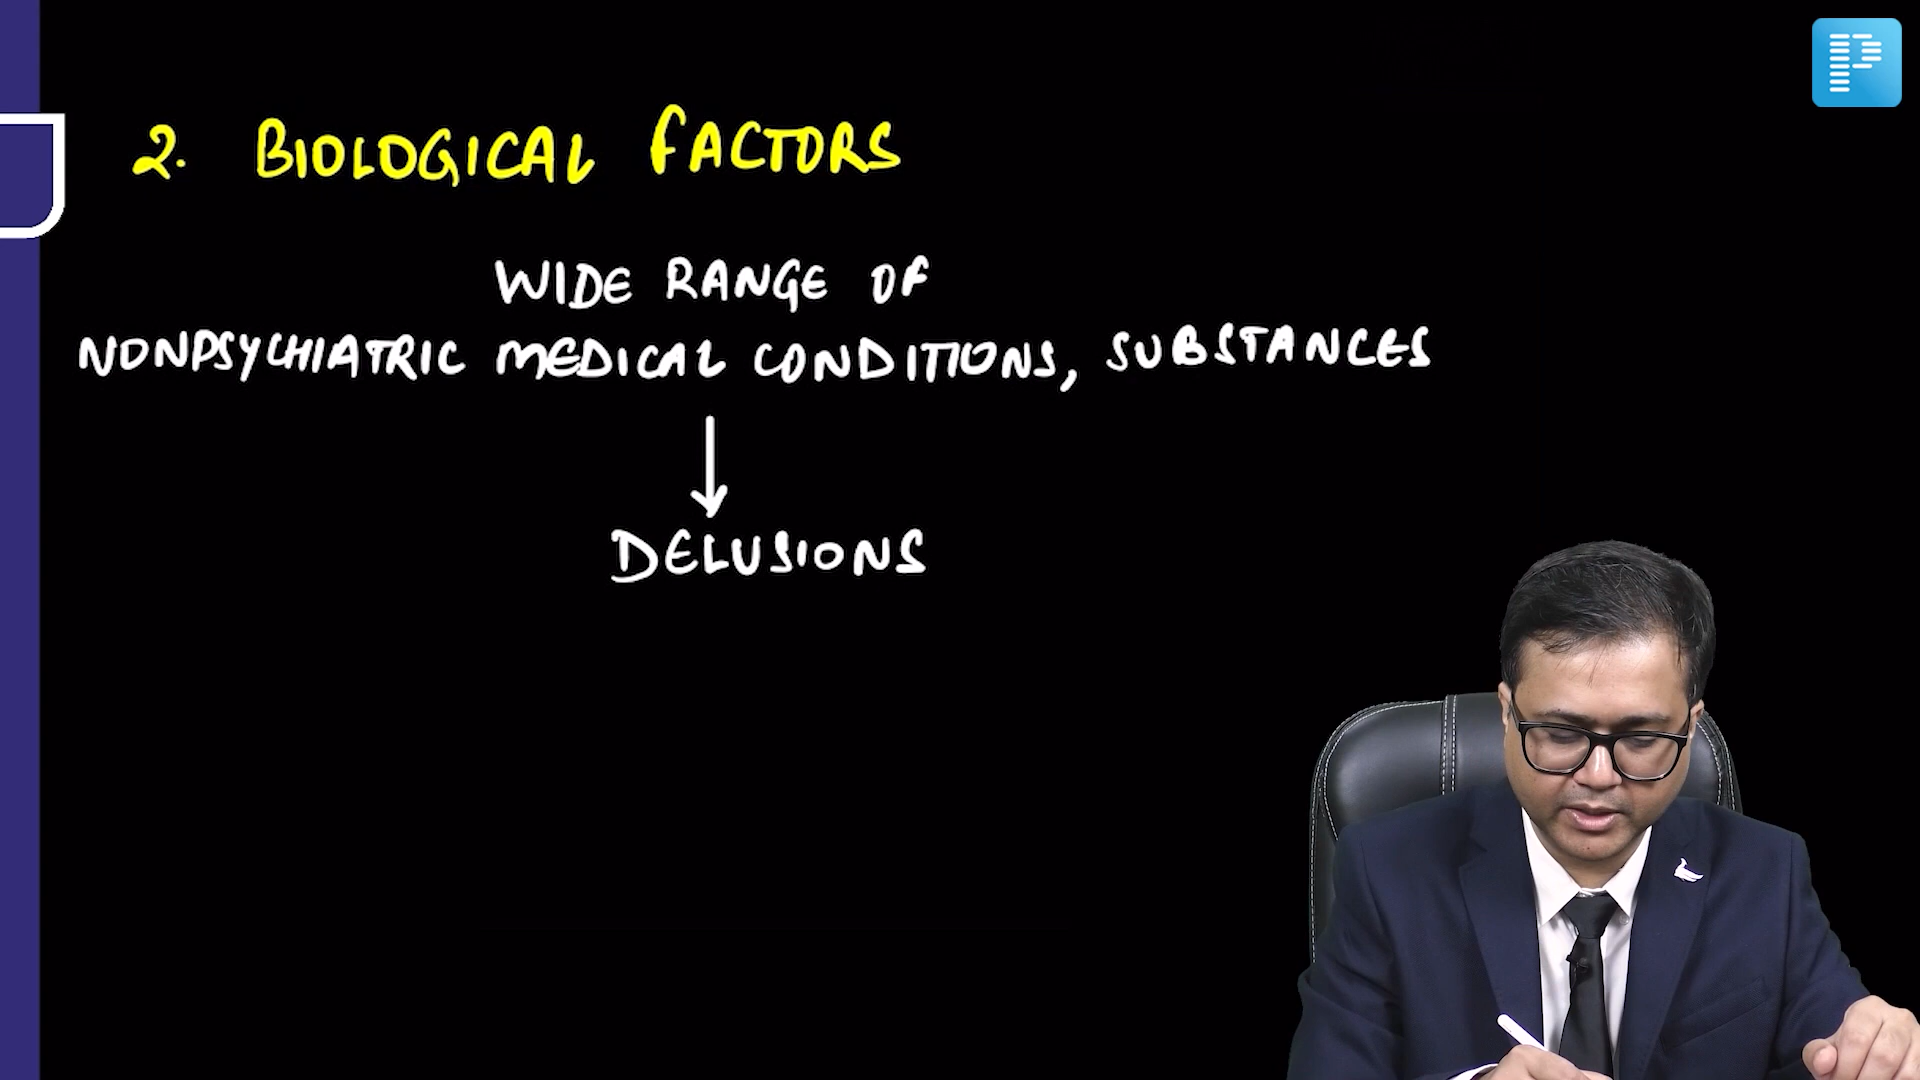 2. BIOLOGICAL FACTORS
WIDE RANGE OF
NONPSYCHIATRIC MEDICAL CONDITIONS, SUBSTANCES
DELUSIONS